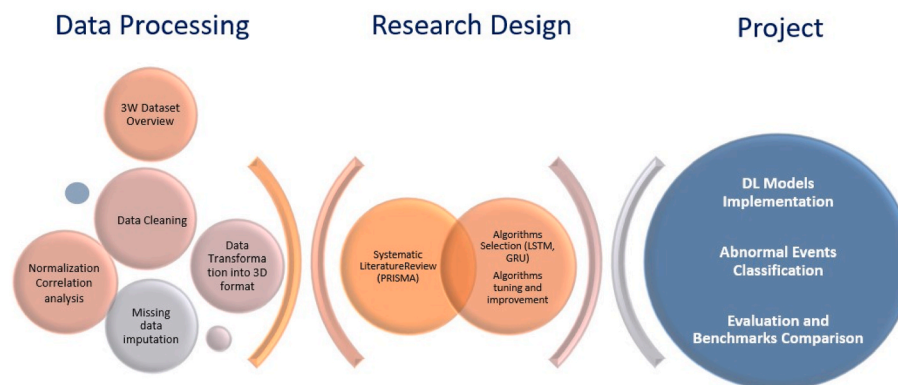 Data Processing
Research Design
Project
3W Dataset
Overview
Data Cleaning
Normalization
Correlation
analysis
Data
Transforma
tion into 3D
format
Missing
data
imputation
Systematic
LiteratureReview
(PRISMA)
Algorithms
Selection (LSTM,
GRU)
Algorithms
tuning and
improvement
DL Models
Implementation
Abnormal Events
Classification
Evaluation and
Benchmarks Comparison